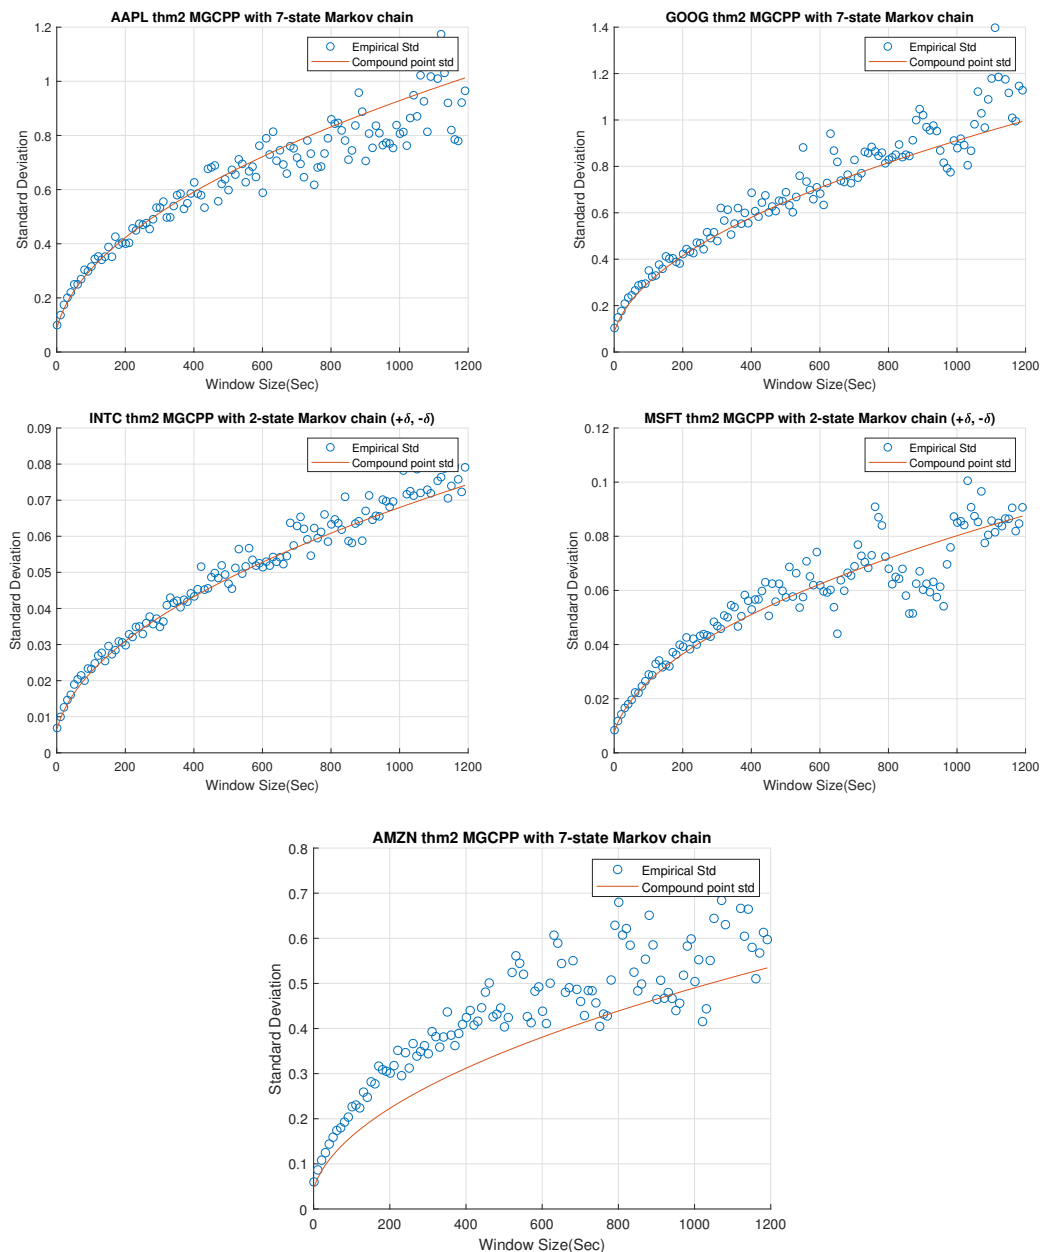 AAPL thm2 MGCPP with 7-state Markov chain
Standard Deviation
1.2
1
0.8
0.6
0.4
0.2
0
Empirical Std
Compound point std
0 200 400 600 800 1000 1200
Window Size(Sec)
GOOG thm2 MGCPP with 7-state Markov chain
Standard Deviation
1.4
1.2
1
0.8
0.6
0.4
0.2
0
Empirical Std
Compound point std
0 200 400 600 800 1000 1200
Window Size(Sec)
INTC thm2 MGCPP with 2-state Markov chain (+δ, -δ)
Standard Deviation
0.09
0.08
0.07
0.06
0.05
0.04
0.03
0.02
0.01
0
Empirical Std
Compound point std
0 200 400 600 800 1000 1200
Window Size(Sec)
MSFT thm2 MGCPP with 2-state Markov chain (+δ, -δ)
Standard Deviation
0.12
0.1
0.08
0.06
0.04
0.02
0
Empirical Std
Compound point std
0 200 400 600 800 1000 1200
Window Size(Sec)
AMZN thm2 MGCPP with 7-state Markov chain
Standard Deviation
0.8
0.7
0.6
0.5
0.4
0.3
0.2
0.1
0
Empirical Std
Compound point std
0 200 400 600 800 1000 1200
Window Size(Sec)